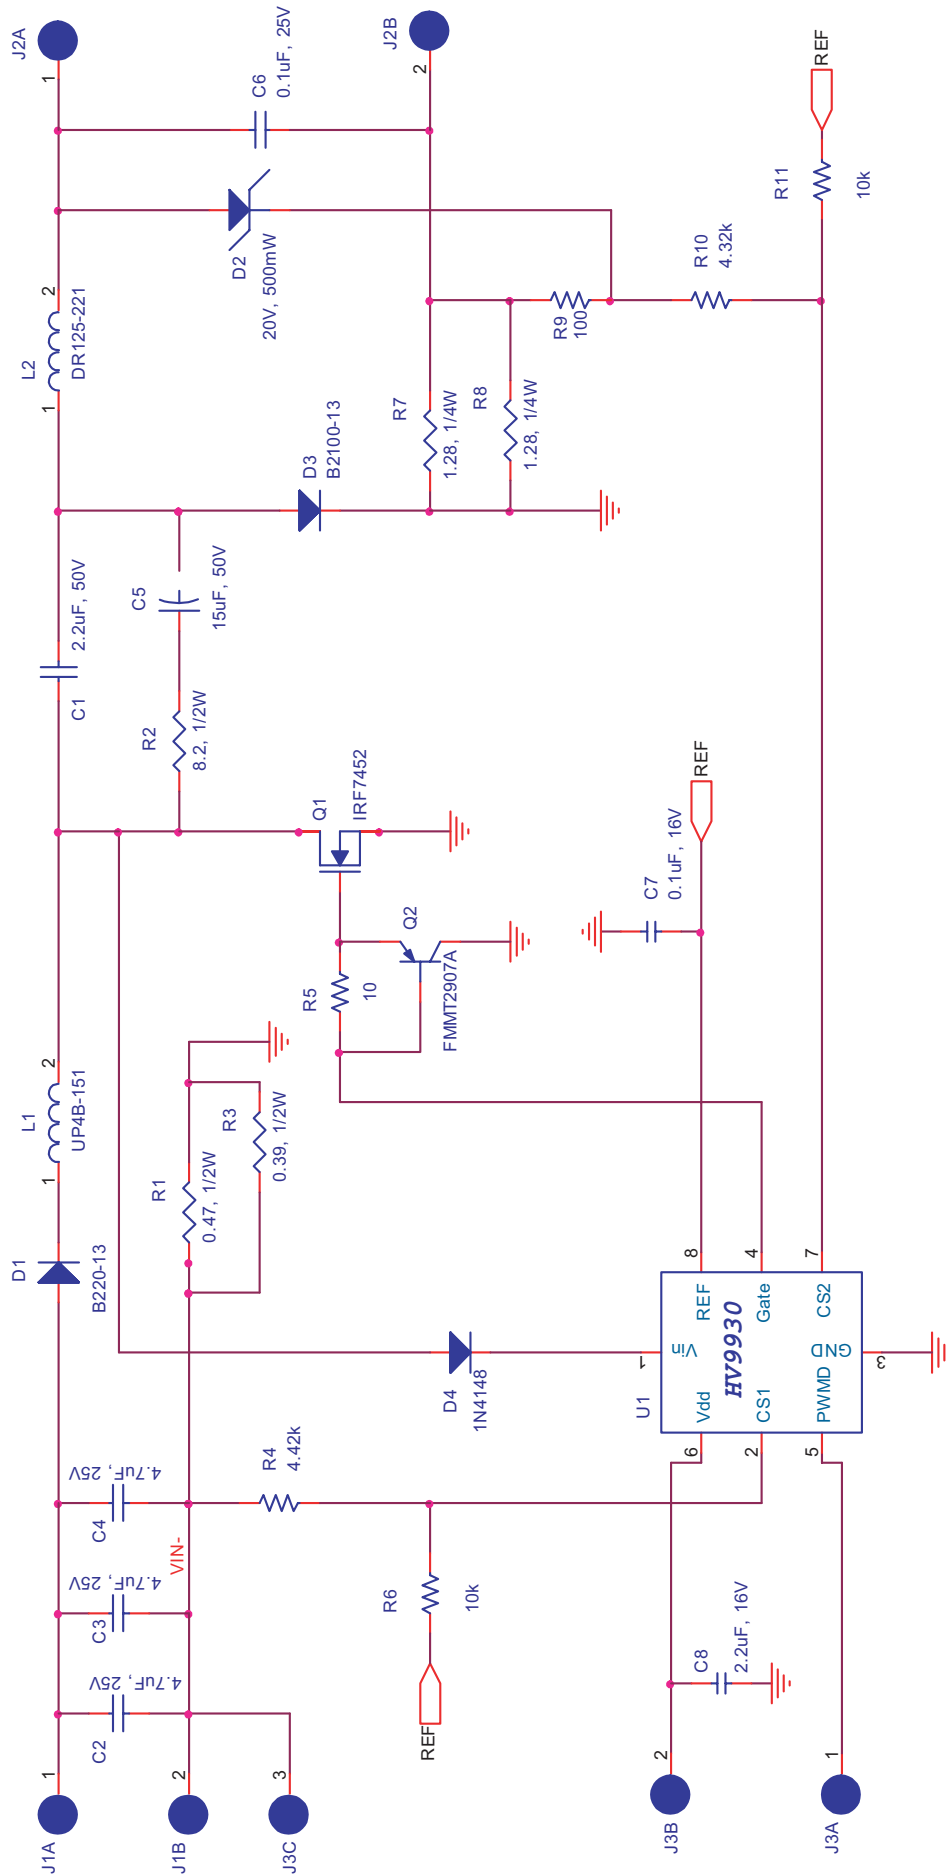 J1A
1
J1B
2
J3C
3
C2
4.7uF, 25V
C3
4.7uF, 25V
C4
4.7uF, 25V
VIN-
D1
B220-13
L1
UP4B-151
1
2
R1
0.47, 1/2W
R3
0.39, 1/2W
C1
2.2uF, 50V
R2
8.2, 1/2W
C5
15uF, 50V
L2
DR125-221
1
2
D3
B2100-13
D2
20V, 500mW
C6
0.1uF, 25V
J2A
1
J2B
2
Q1
IRF7452
Q2
FMMT2907A
R5
10
R7
1.28, 1/4W
R8
1.28, 1/4W
R9
100
R10
4.32k
R11
10k
REF
R4
4.42k
R6
10k
REF
D4
1N4148
C7
0.1uF, 16V
REF
U1
HV9930
1
Vin
6
Vdd
8
REF
2
CS1
4
Gate
5
PWMD
3
GND
7
CS2
C8
2.2uF, 16V
J3B
2
J3A
1